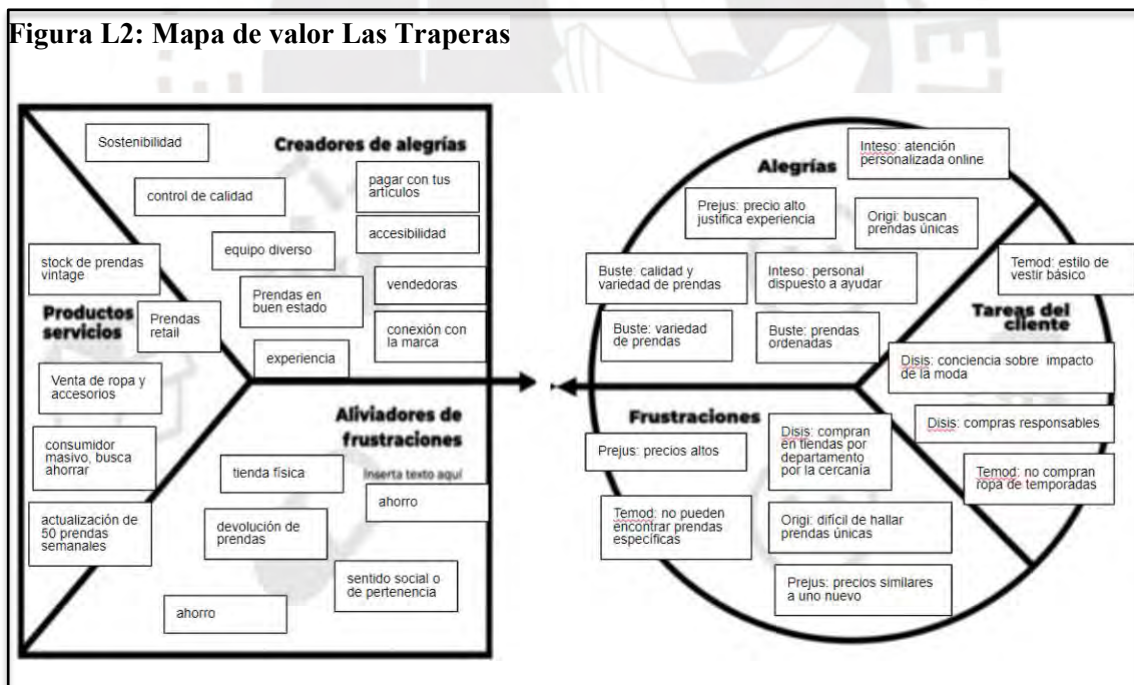 Figura L2: Mapa de valor Las Traperas
Sostenibilidad
Creadores de alegrías
control de calidad
pagar con tus
artículos
accesibilidad
equipo diverso
stock de prendas
vintage
vendedoras
Prendas en
buen estado
Productos
servicios
Prendas
retail
conexión con
la marca
experiencia
Venta de ropa y
accesorios
Aliviadores de
frustraciones
consumidor
masivo, busca
ahorrar
tienda física
Inserta texto aquí
ahorro
actualización de
50 prendas
semanales
devolución de
prendas
sentido social o
de pertenencia
ahorro
Alegrías
Inteso: atención
personalizada online
Prejus: precio alto
justifica experiencia
Origi: buscan
prendas únicas
Buste: calidad y
variedad de prendas
Inteso: personal
dispuesto a ayudar
Temod: estilo de
vestir básico
Tareas del
cliente
Buste: variedad
de prendas
Buste: prendas
ordenadas
Disis: conciencia sobre impacto
de la moda
Frustraciones
Disis: compras responsables
Prejus: precios altos
Disis: compran
en tiendas por
departamento
por la cercanía
Temod: no compran
ropa de temporadas
Temod: no pueden
encontrar prendas
específicas
Origi: difícil de hallar
prendas únicas
Prejus: precios similares
a uno nuevo